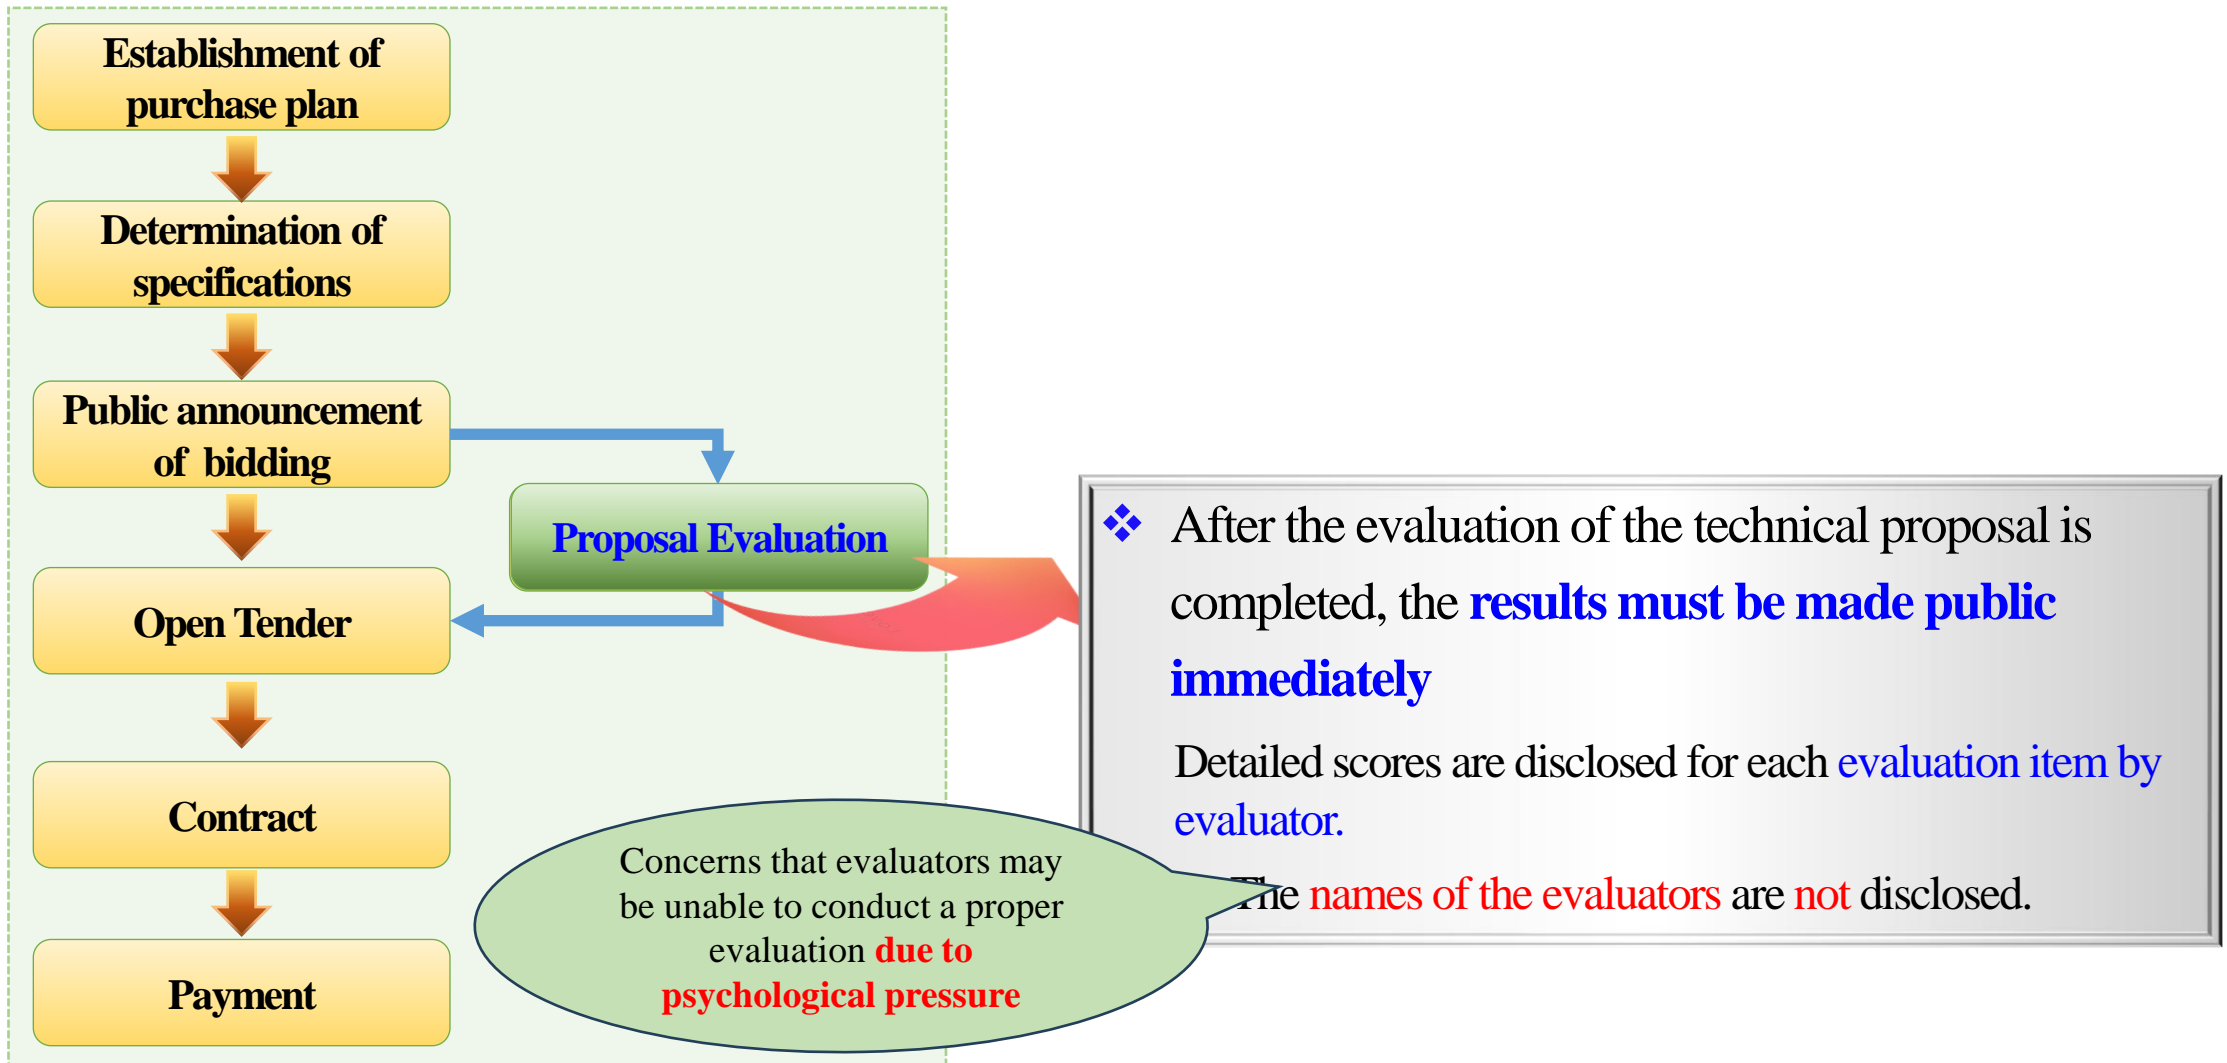 Establishment of
purchase plan
Determination of
specifications
Public announcement
of bidding
Proposal Evaluation
Open Tender
Contract
Payment
After the evaluation of the technical proposal is
completed, the results must be made public
immediately
Detailed scores are disclosed for each evaluation item by
evaluator.
The names of the evaluators are not disclosed.
Concerns that evaluators may
be unable to conduct a proper
evaluation due to
psychological pressure